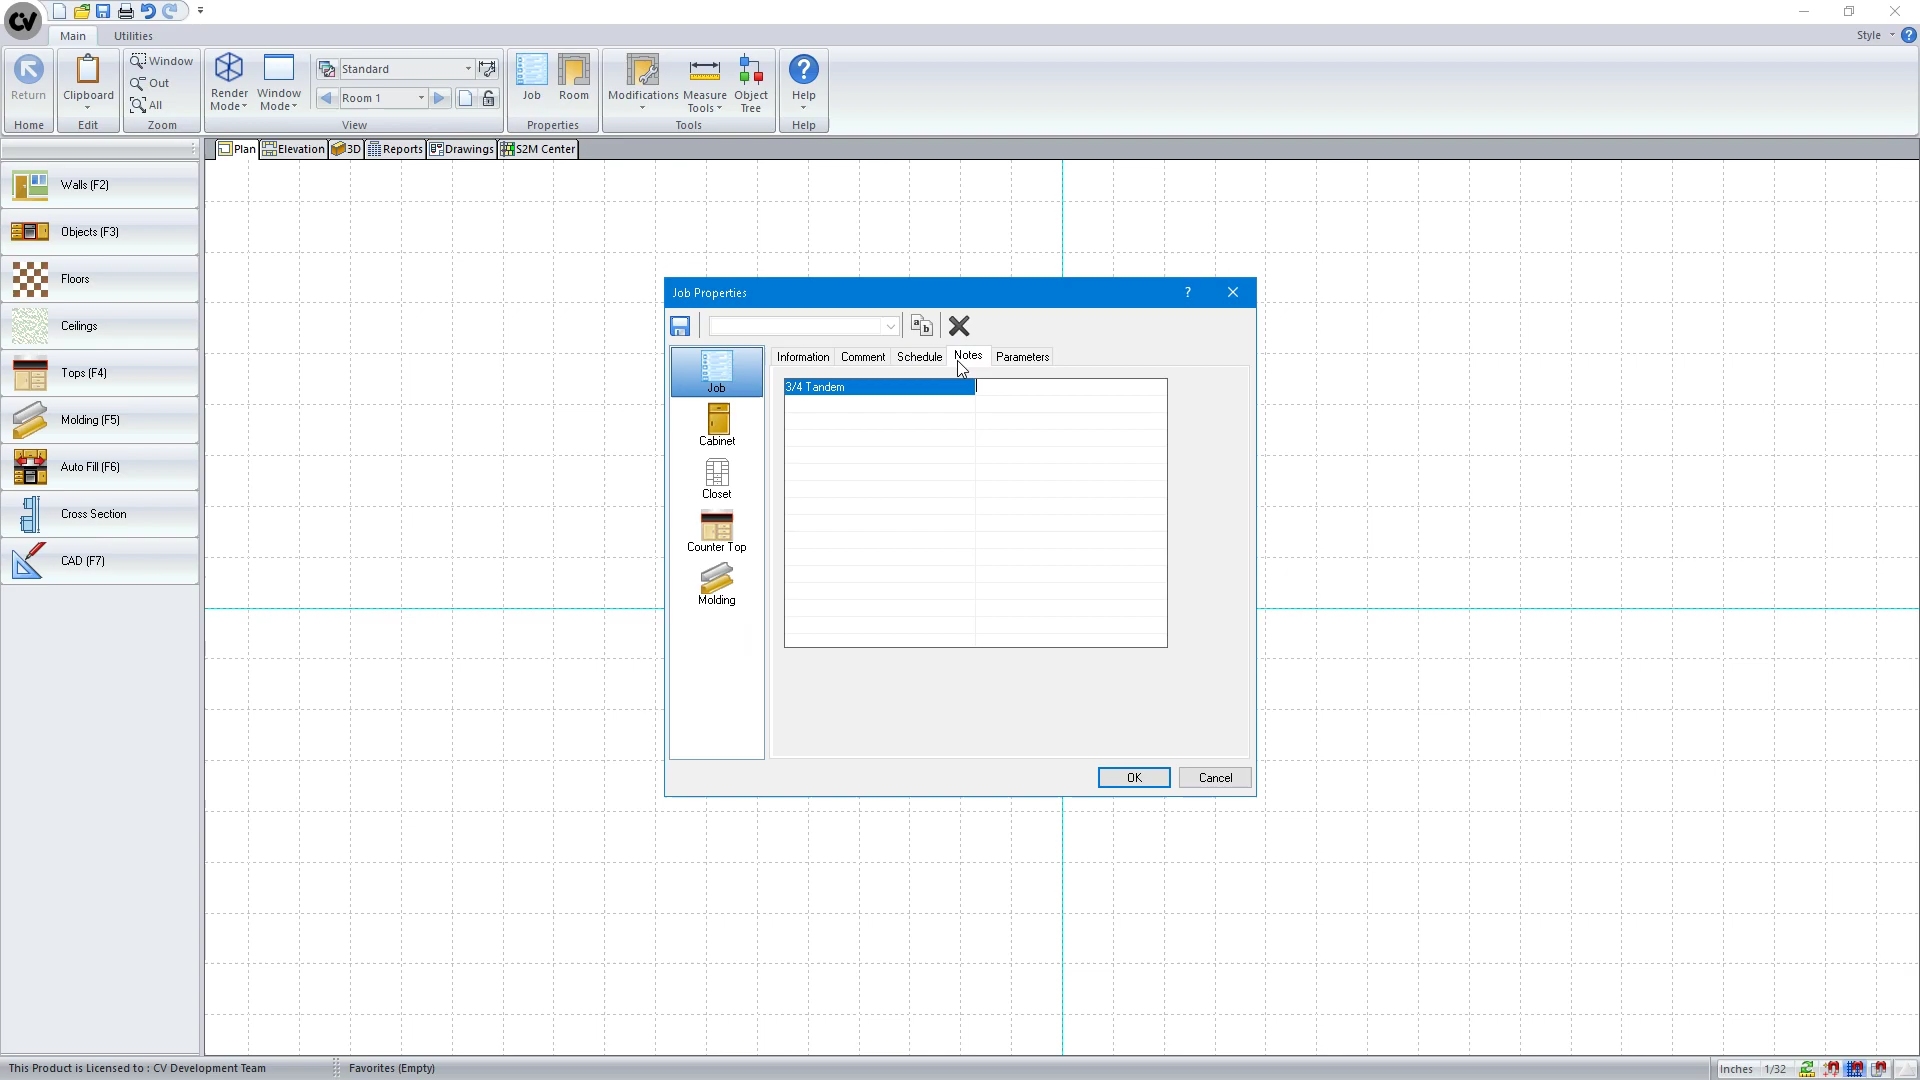 CV
Main Utilities Style
Return
Clipboard
Window
Out
All
Render Mode
Window Mode
Standard
Room 1
Job
Room
Modifications
Measure Tools
Object Tree
Help
Home Edit Zoom View Properties Tools Help
Plan Elevation 3D Reports Drawings S2M Center
Walls (F2)
Objects (F3)
Floors
Ceilings
Tops (F4)
Molding (F5)
Auto Fill (F6)
Cross Section
CAD (F7)
Job Properties ?
a b
Information Comment Schedule Notes Parameters
Job
Cabinet
Closet
Counter Top
Molding
3/4 Tandem
OK Cancel
This Product is Licensed to : CV Development Team Favorites (Empty) Inches 1/32